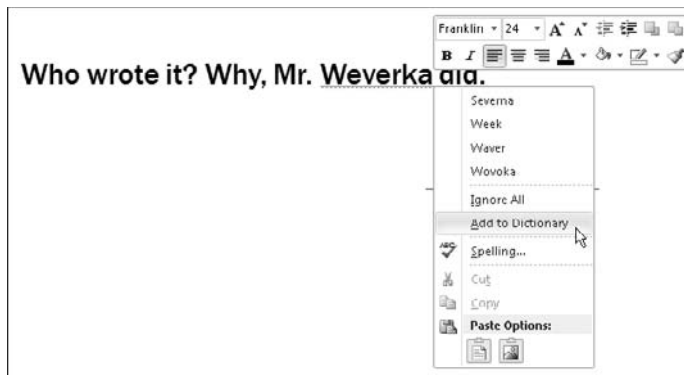 Franklin 24 A A
B I A
Who wrote it? Why, Mr. Weverka did.
Severna
Week
Waver
Wovoka
Ignore All
Add to Dictionary
ABC
Spelling...
Cut
Copy
Paste Options: